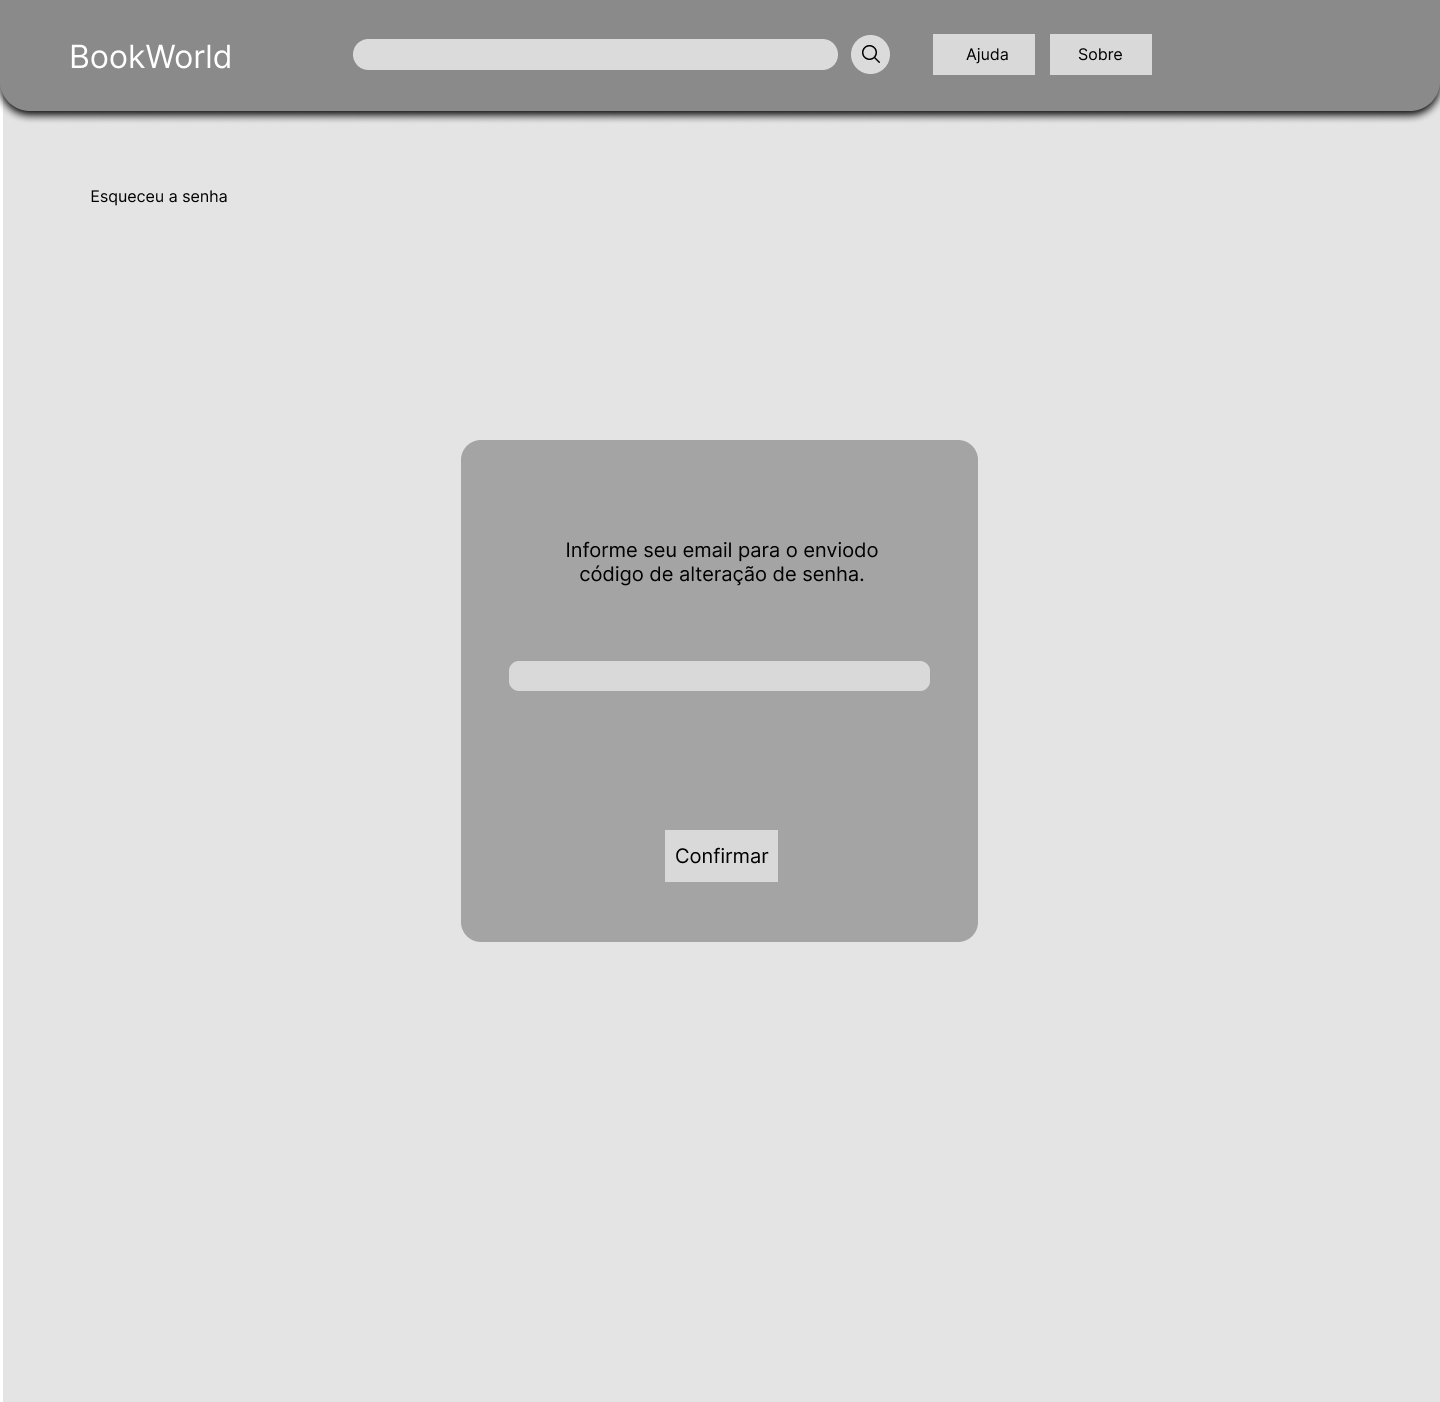 BookWorld
Ajuda
Sobre
Esqueceu a senha
Informe seu email para o enviodo
código de alteração de senha.
Confirmar